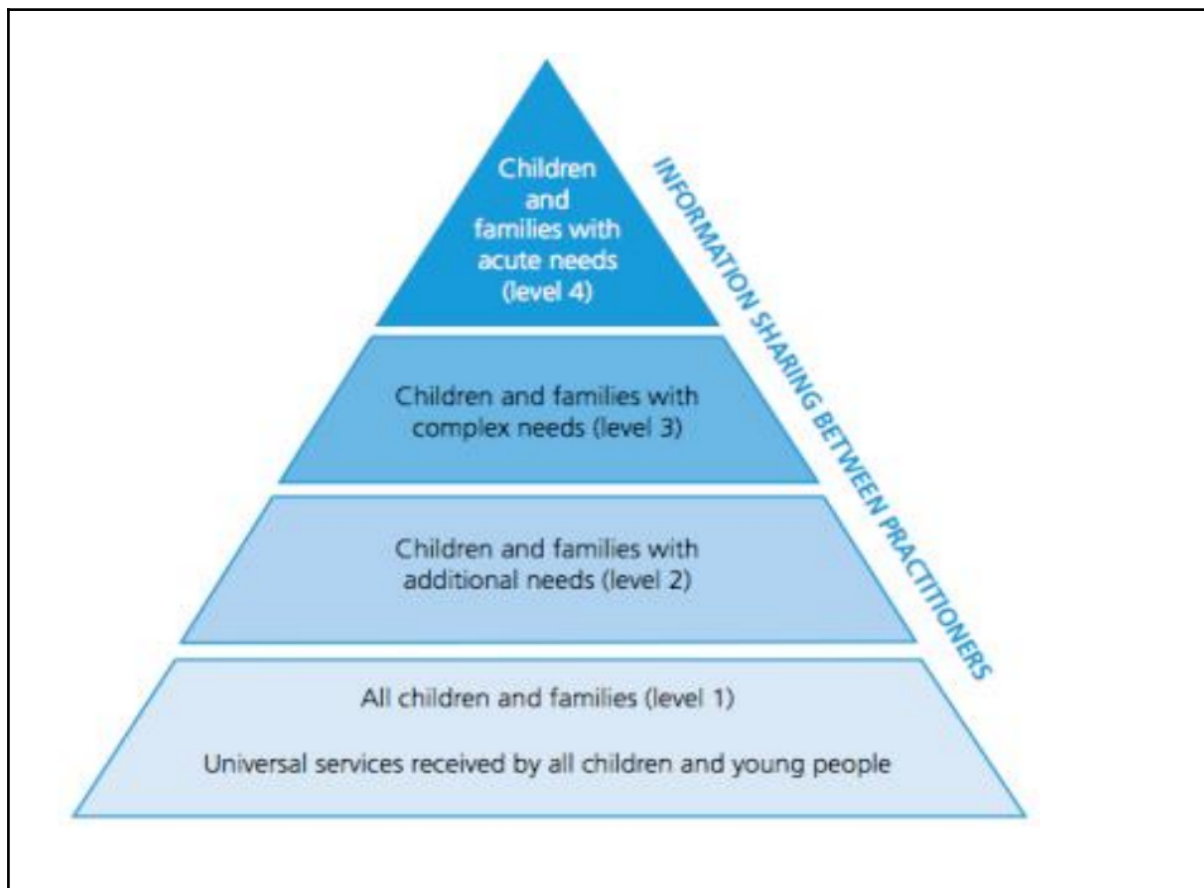 Children
and
families with
acute needs
(level 4)
INFORMATION SHARING BETWEEN PRACTITIONERS
Children and families with
complex needs (level 3)
Children and families with
additional needs (level 2)
All children and families (level 1)
Universal services received by all children and young people